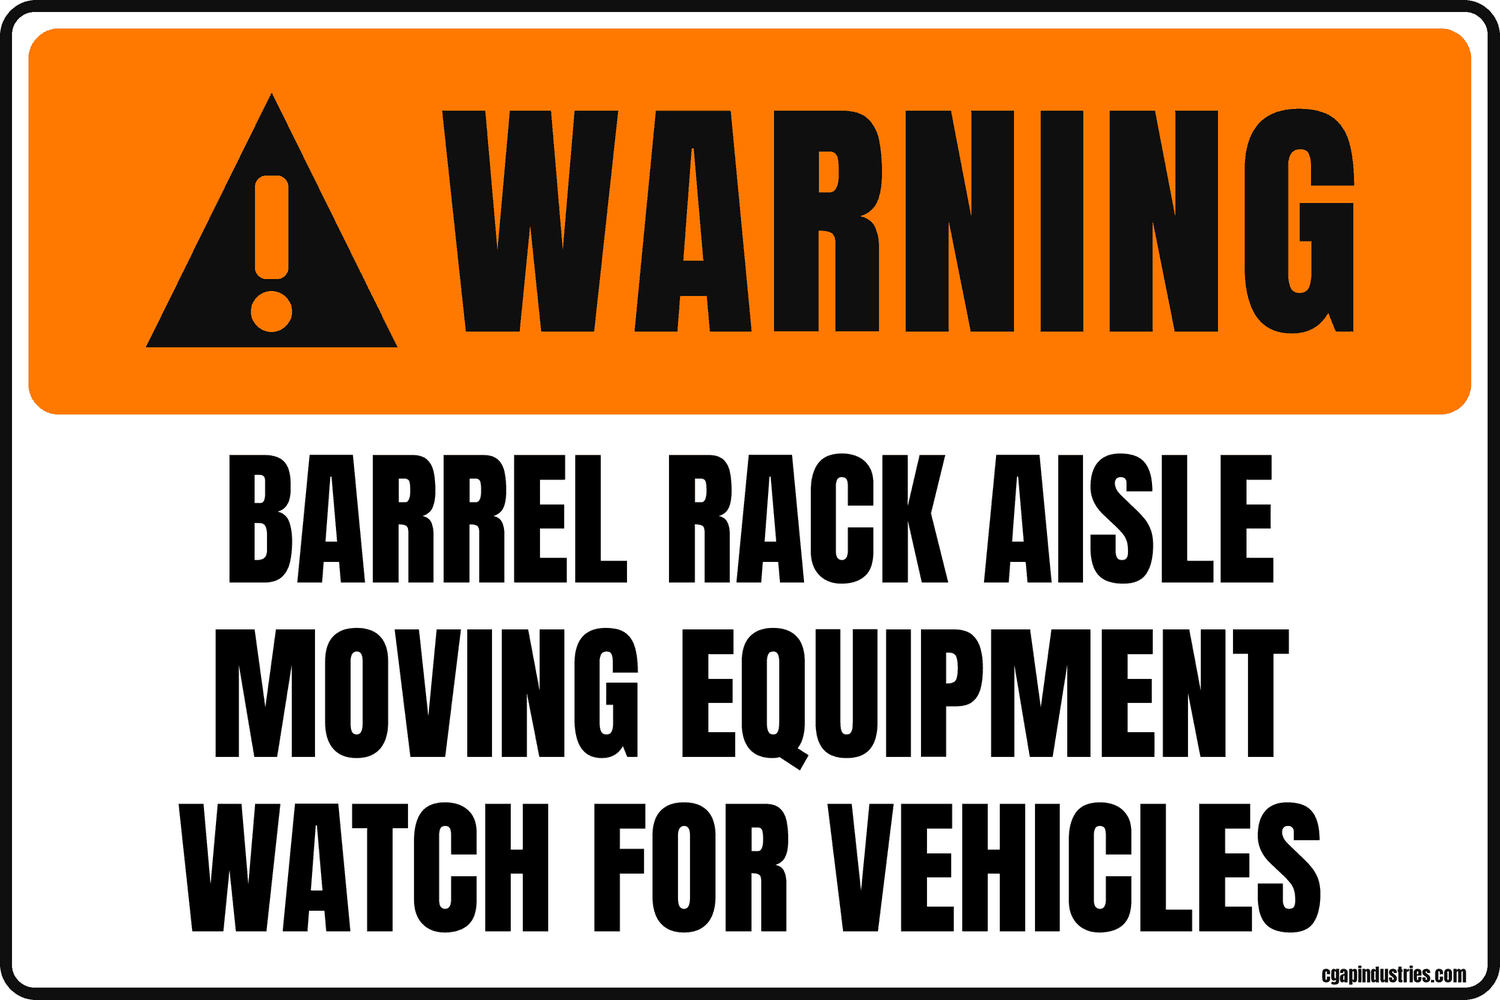 WARNING
BARREL RACK AISLE
MOVING EQUIPMENT
WATCH FOR VEHICLES
cgapindustries.com